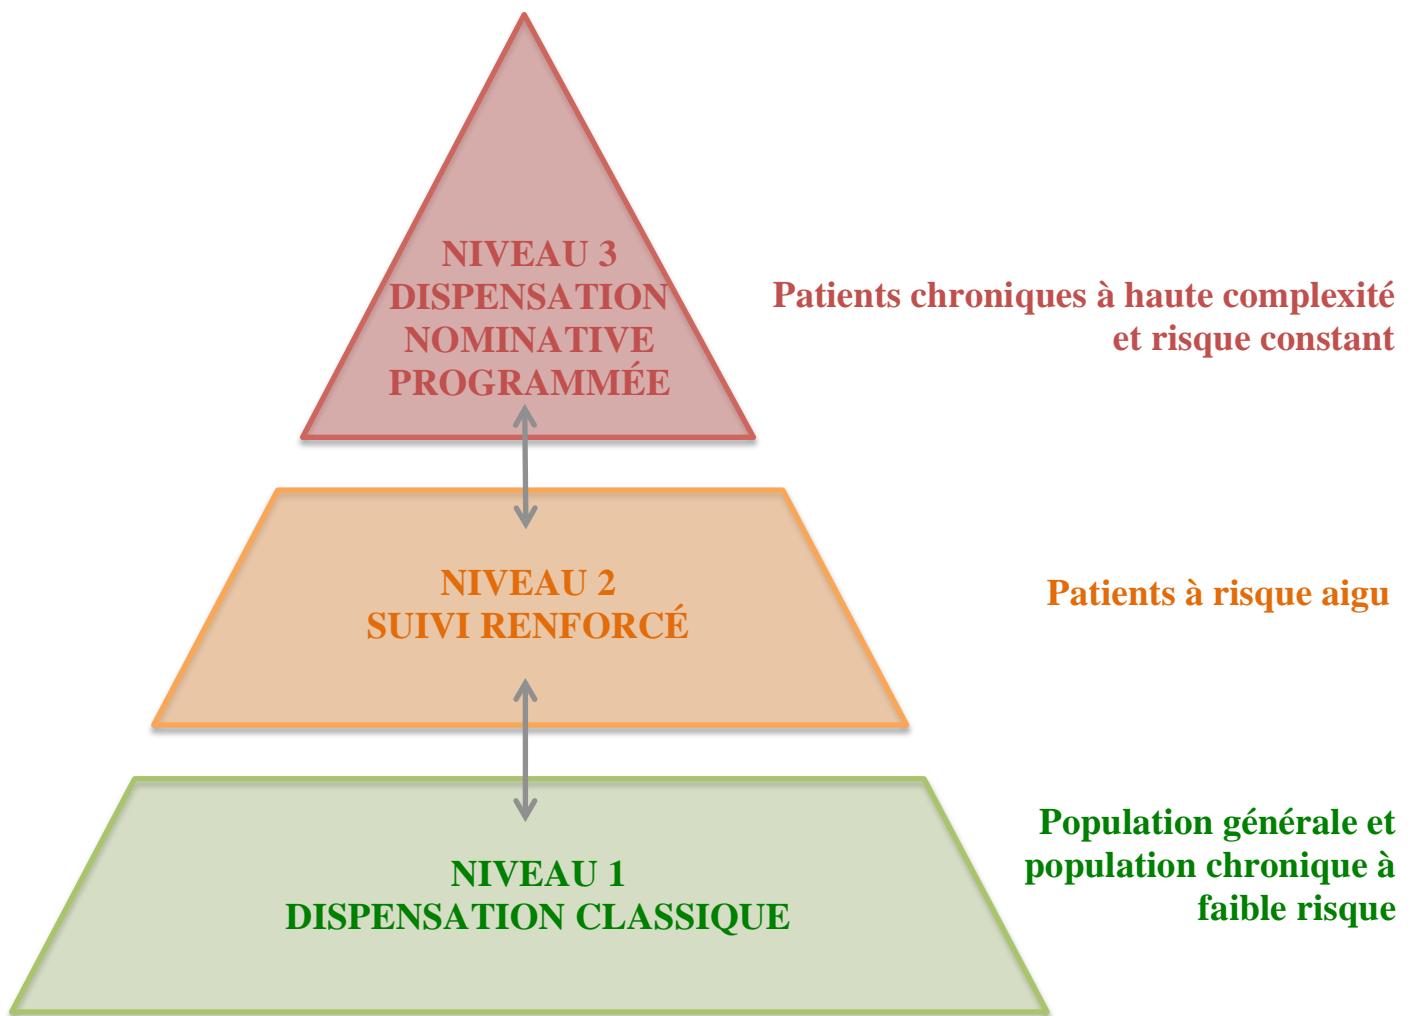 NIVEAU 3
DISPENSATION
NOMINATIVE
PROGRAMMÉE
Patients chroniques à haute complexité
et risque constant
NIVEAU 2
SUIVI RENFORCÉ
Patients à risque aigu
NIVEAU 1
DISPENSATION CLASSIQUE
Population générale et
population chronique à
faible risque